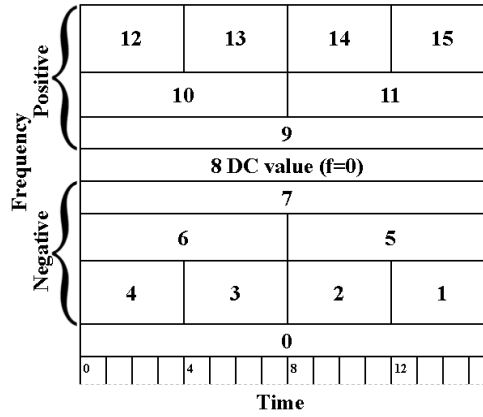 12 13 14 15
10 11
9
8 DC value (f=0)
7
6 5
4 3 2 1
0
0 4 8 12
Time
Frequency
Positive
Negative